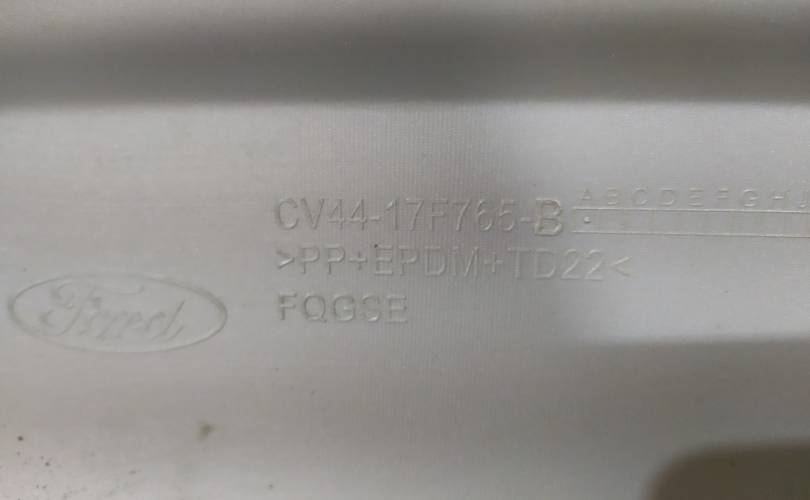 A B C D E F G H J
CV44-17F765-B
>PP+EPDM+TD22<
Ford
FQGSE